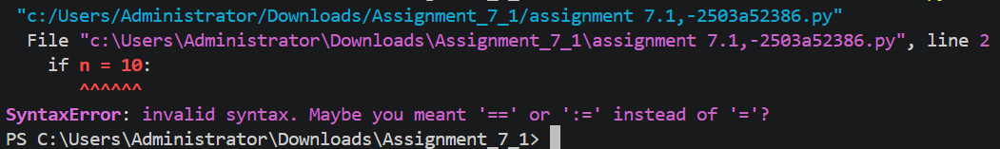 "c:/Users/Administrator/Downloads/Assignment_7_1/assignment 7.1,-2503a52386.py"
File "c:\Users\Administrator\Downloads\Assignment_7_1\assignment 7.1,-2503a52386.py", line 2
if n = 10:
^^^^^^
SyntaxError: invalid syntax. Maybe you meant '==' or ':=' instead of '='?
PS C:\Users\Administrator\Downloads\Assignment_7_1>